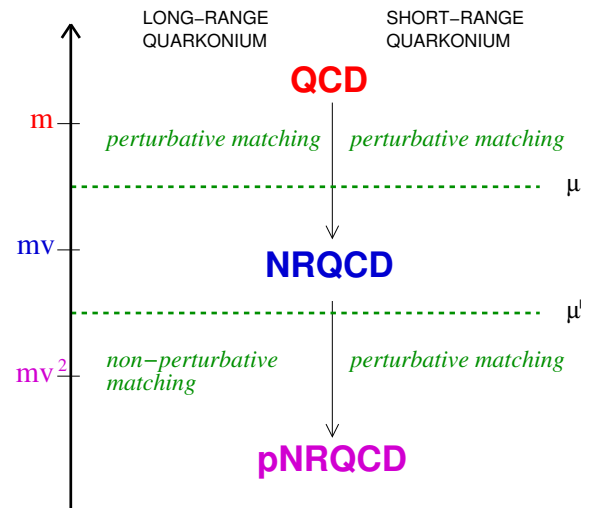 LONG−RANGE
QUARKONIUM
SHORT−RANGE
QUARKONIUM
QCD
m
perturbative matching
perturbative matching
μ
mv
NRQCD
μ'
mv²
non−perturbative
matching
perturbative matching
pNRQCD